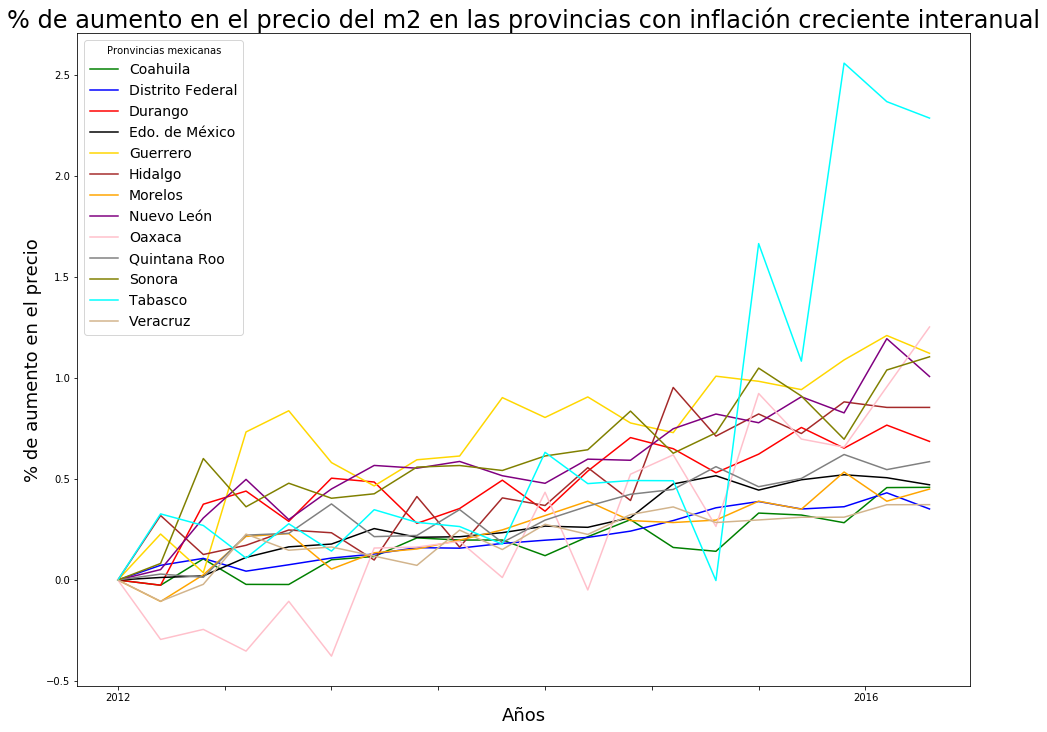 % de aumento en el precio del m2 en las provincias con inflación creciente interanual
Pronvincias mexicanas
Coahuila
Distrito Federal
Durango
Edo. de México
Guerrero
Hidalgo
Morelos
Nuevo León
Oaxaca
Quintana Roo
Sonora
Tabasco
Veracruz
% de aumento en el precio
2.5
2.0
1.5
1.0
0.5
0.0
−0.5
2012
2016
Años